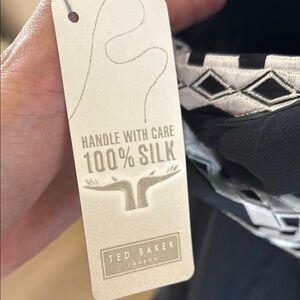 HANDLE WITH CARE
100% SILK
TED BAKER
LONDON